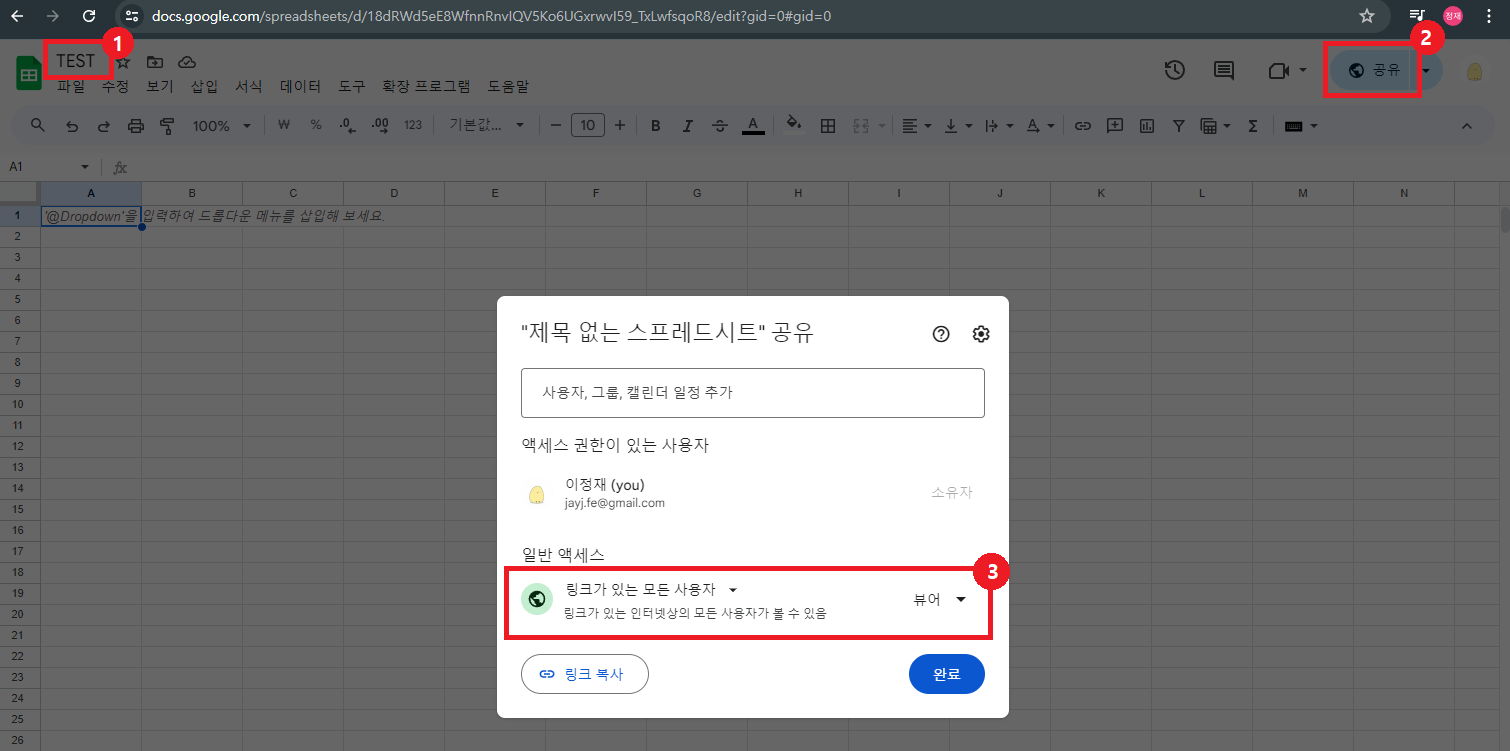 docs.google.com/spreadsheets/d/18dRWd5eE8WfnnRnvIQV5Ko6UGxrwvI59_TxLwfsqoR8/edit?gid=0#gid=0
정재
1
2
TEST
파일 수정 보기 삽입 서식 데이터 도구 확장 프로그램 도움말
공유
100% ₩ % .0 .00 123 기본값... 10 B I A A Σ
A1 fx
A B C D E F G H I J K L M N
1 '@Dropdown'을 입력하여 드롭다운 메뉴를 삽입해 보세요.
2
3
4
5
6
7
8
9
10
11
12
13
14
15
16
17
18
19
20
21
22
23
24
25
26
"제목 없는 스프레드시트" 공유
사용자, 그룹, 캘린더 일정 추가
액세스 권한이 있는 사용자
이정재 (you)
jayj.fe@gmail.com
소유자
일반 액세스
3
링크가 있는 모든 사용자
링크가 있는 인터넷상의 모든 사용자가 볼 수 있음
뷰어
링크 복사
완료